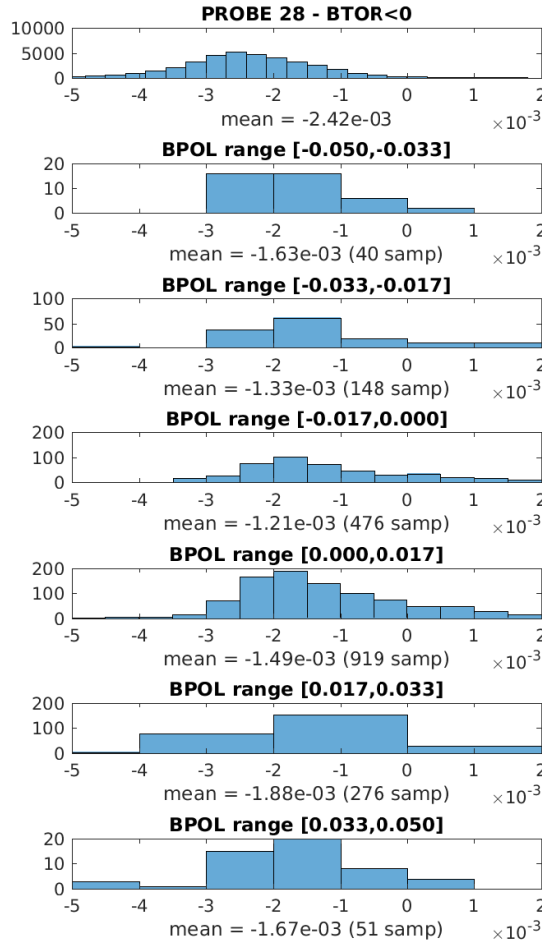 PROBE 28 - BTOR<0
10000
5000
0
-5 -4 -3 -2 -1 0 1 2
mean = -2.42e-03 ×10⁻³
BPOL range [-0.050,-0.033]
20
10
0
-5 -4 -3 -2 -1 0 1 2
mean = -1.63e-03 (40 samp) ×10⁻³
BPOL range [-0.033,-0.017]
100
50
0
-5 -4 -3 -2 -1 0 1 2
mean = -1.33e-03 (148 samp) ×10⁻³
BPOL range [-0.017,0.000]
200
100
0
-5 -4 -3 -2 -1 0 1 2
mean = -1.21e-03 (476 samp) ×10⁻³
BPOL range [0.000,0.017]
200
100
0
-5 -4 -3 -2 -1 0 1 2
mean = -1.49e-03 (919 samp) ×10⁻³
BPOL range [0.017,0.033]
200
100
0
-5 -4 -3 -2 -1 0 1 2
mean = -1.88e-03 (276 samp) ×10⁻³
BPOL range [0.033,0.050]
20
10
0
-5 -4 -3 -2 -1 0 1 2
mean = -1.67e-03 (51 samp) ×10⁻³